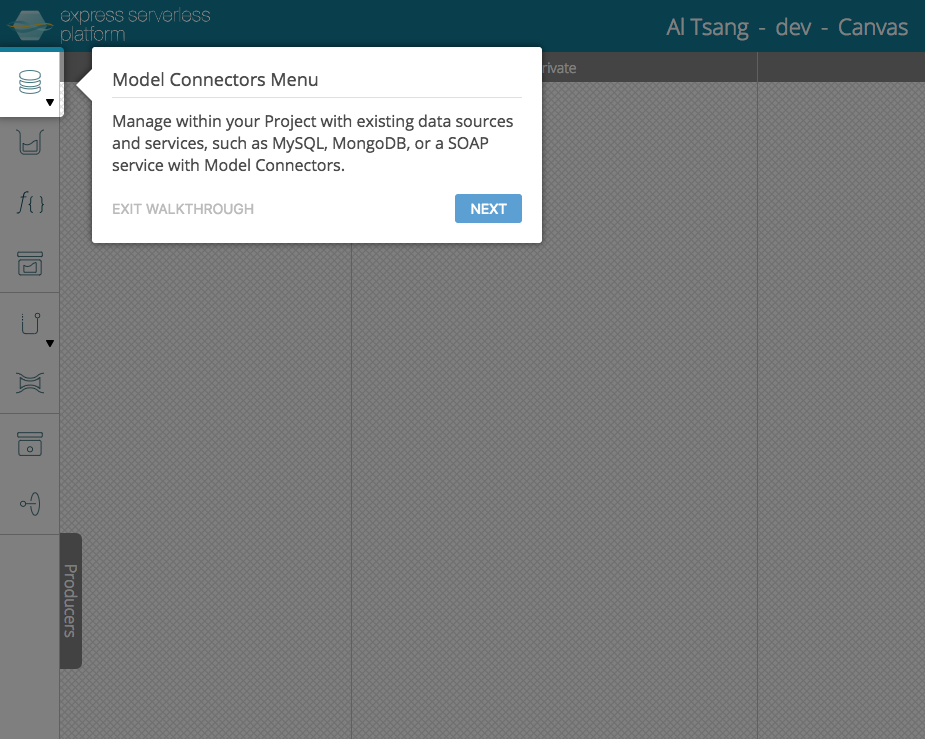 express serverless
platform
Al Tsang - dev - Canvas
rivate
Model Connectors Menu
Manage within your Project with existing data sources
and services, such as MySQL, MongoDB, or a SOAP
service with Model Connectors.
EXIT WALKTHROUGH
NEXT
f{}
Producers